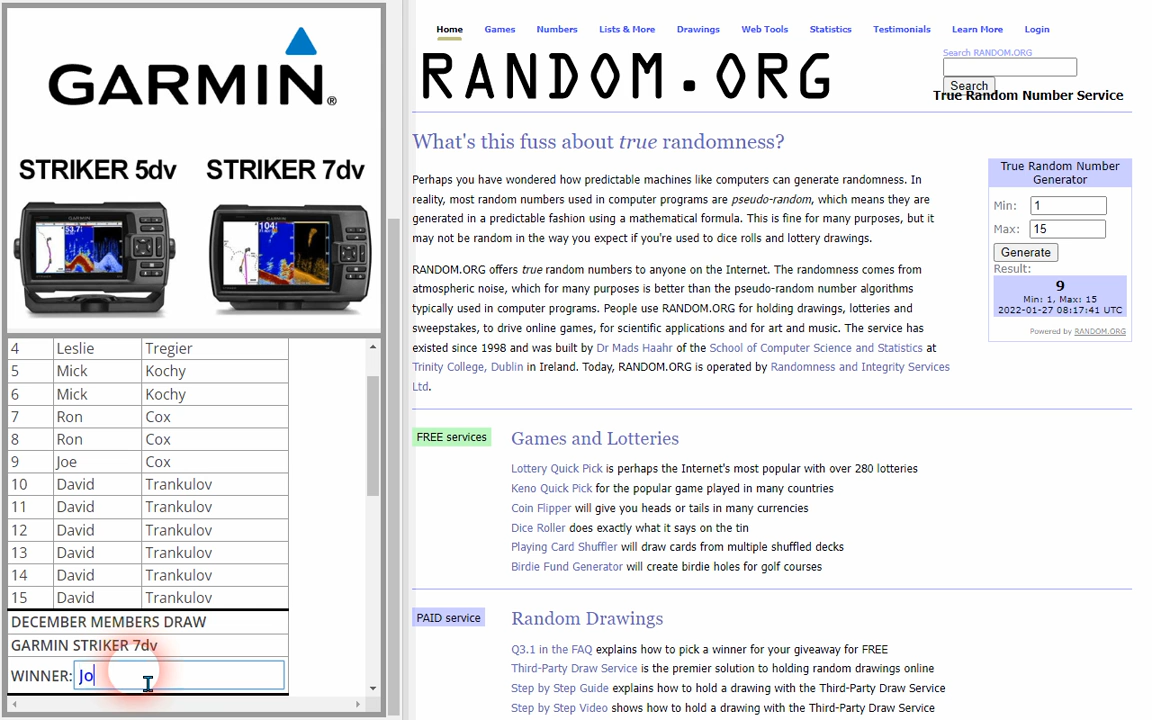 GARMIN®
STRIKER 5dv STRIKER 7dv
4 Leslie Tregier
5 Mick Kochy
6 Mick Kochy
7 Ron Cox
8 Ron Cox
9 Joe Cox
10 David Trankulov
11 David Trankulov
12 David Trankulov
13 David Trankulov
14 David Trankulov
15 David Trankulov
DECEMBER MEMBERS DRAW
GARMIN STRIKER 7dv
WINNER: Jo
Home Games Numbers Lists & More Drawings Web Tools Statistics Testimonials Learn More Login
RANDOM.ORG
Search RANDOM.ORG
Search
True Random Number Service
What's this fuss about true randomness?
Perhaps you have wondered how predictable machines like computers can generate randomness. In
reality, most random numbers used in computer programs are pseudo-random, which means they are
generated in a predictable fashion using a mathematical formula. This is fine for many purposes, but it
may not be random in the way you expect if you're used to dice rolls and lottery drawings.
RANDOM.ORG offers true random numbers to anyone on the Internet. The randomness comes from
atmospheric noise, which for many purposes is better than the pseudo-random number algorithms
typically used in computer programs. People use RANDOM.ORG for holding drawings, lotteries and
sweepstakes, to drive online games, for scientific applications and for art and music. The service has
existed since 1998 and was built by Dr Mads Haahr of the School of Computer Science and Statistics at
Trinity College, Dublin in Ireland. Today, RANDOM.ORG is operated by Randomness and Integrity Services
Ltd.
True Random Number
Generator
Min: 1
Max: 15
Generate
Result:
9
Min: 1, Max: 15
2022-01-27 08:17:41 UTC
Powered by RANDOM.ORG
FREE services
Games and Lotteries
Lottery Quick Pick is perhaps the Internet's most popular with over 280 lotteries
Keno Quick Pick for the popular game played in many countries
Coin Flipper will give you heads or tails in many currencies
Dice Roller does exactly what it says on the tin
Playing Card Shuffler will draw cards from multiple shuffled decks
Birdie Fund Generator will create birdie holes for golf courses
PAID service
Random Drawings
Q3.1 in the FAQ explains how to pick a winner for your giveaway for FREE
Third-Party Draw Service is the premier solution to holding random drawings online
Step by Step Guide explains how to hold a drawing with the Third-Party Draw Service
Step by Step Video shows how to hold a drawing with the Third-Party Draw Service